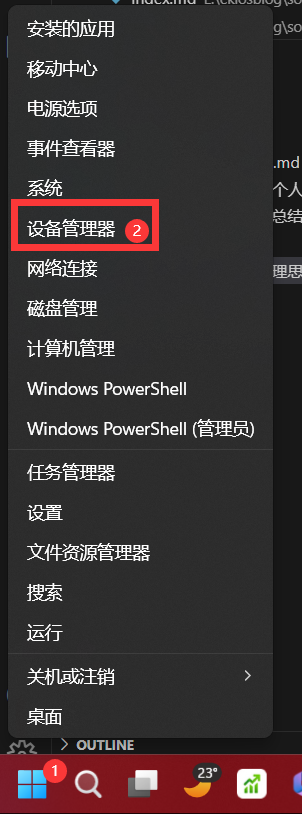 index.md
安装的应用
移动中心
电源选项
事件查看器
.md
系统
个人
总结
设备管理器 2
网络连接
理思
磁盘管理
计算机管理
Windows PowerShell
Windows PowerShell (管理员)
任务管理器
设置
文件资源管理器
搜索
运行
关机或注销
桌面
OUTLINE
1
23°